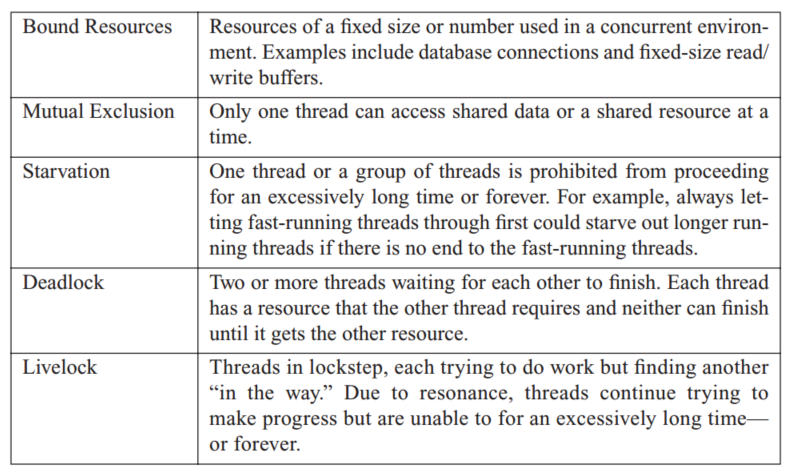 Bound Resources
Resources of a fixed size or number used in a concurrent environ-
ment. Examples include database connections and fixed-size read/
write buffers.
Mutual Exclusion
Only one thread can access shared data or a shared resource at a
time.
Starvation
One thread or a group of threads is prohibited from proceeding
for an excessively long time or forever. For example, always let-
ting fast-running threads through first could starve out longer run-
ning threads if there is no end to the fast-running threads.
Deadlock
Two or more threads waiting for each other to finish. Each thread
has a resource that the other thread requires and neither can finish
until it gets the other resource.
Livelock
Threads in lockstep, each trying to do work but finding another
“in the way.” Due to resonance, threads continue trying to
make progress but are unable to for an excessively long time—
or forever.